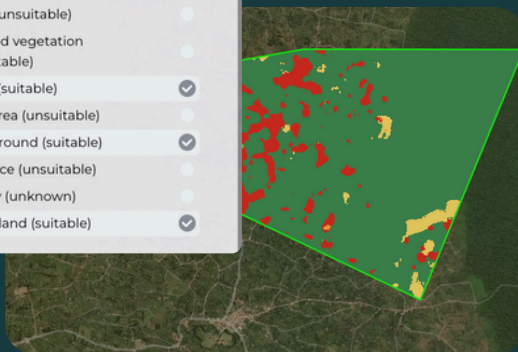 unsuitable)
d vegetation
table)
(suitable)
rea (unsuitable)
round (suitable)
ce (unsuitable)
(unknown)
land (suitable)